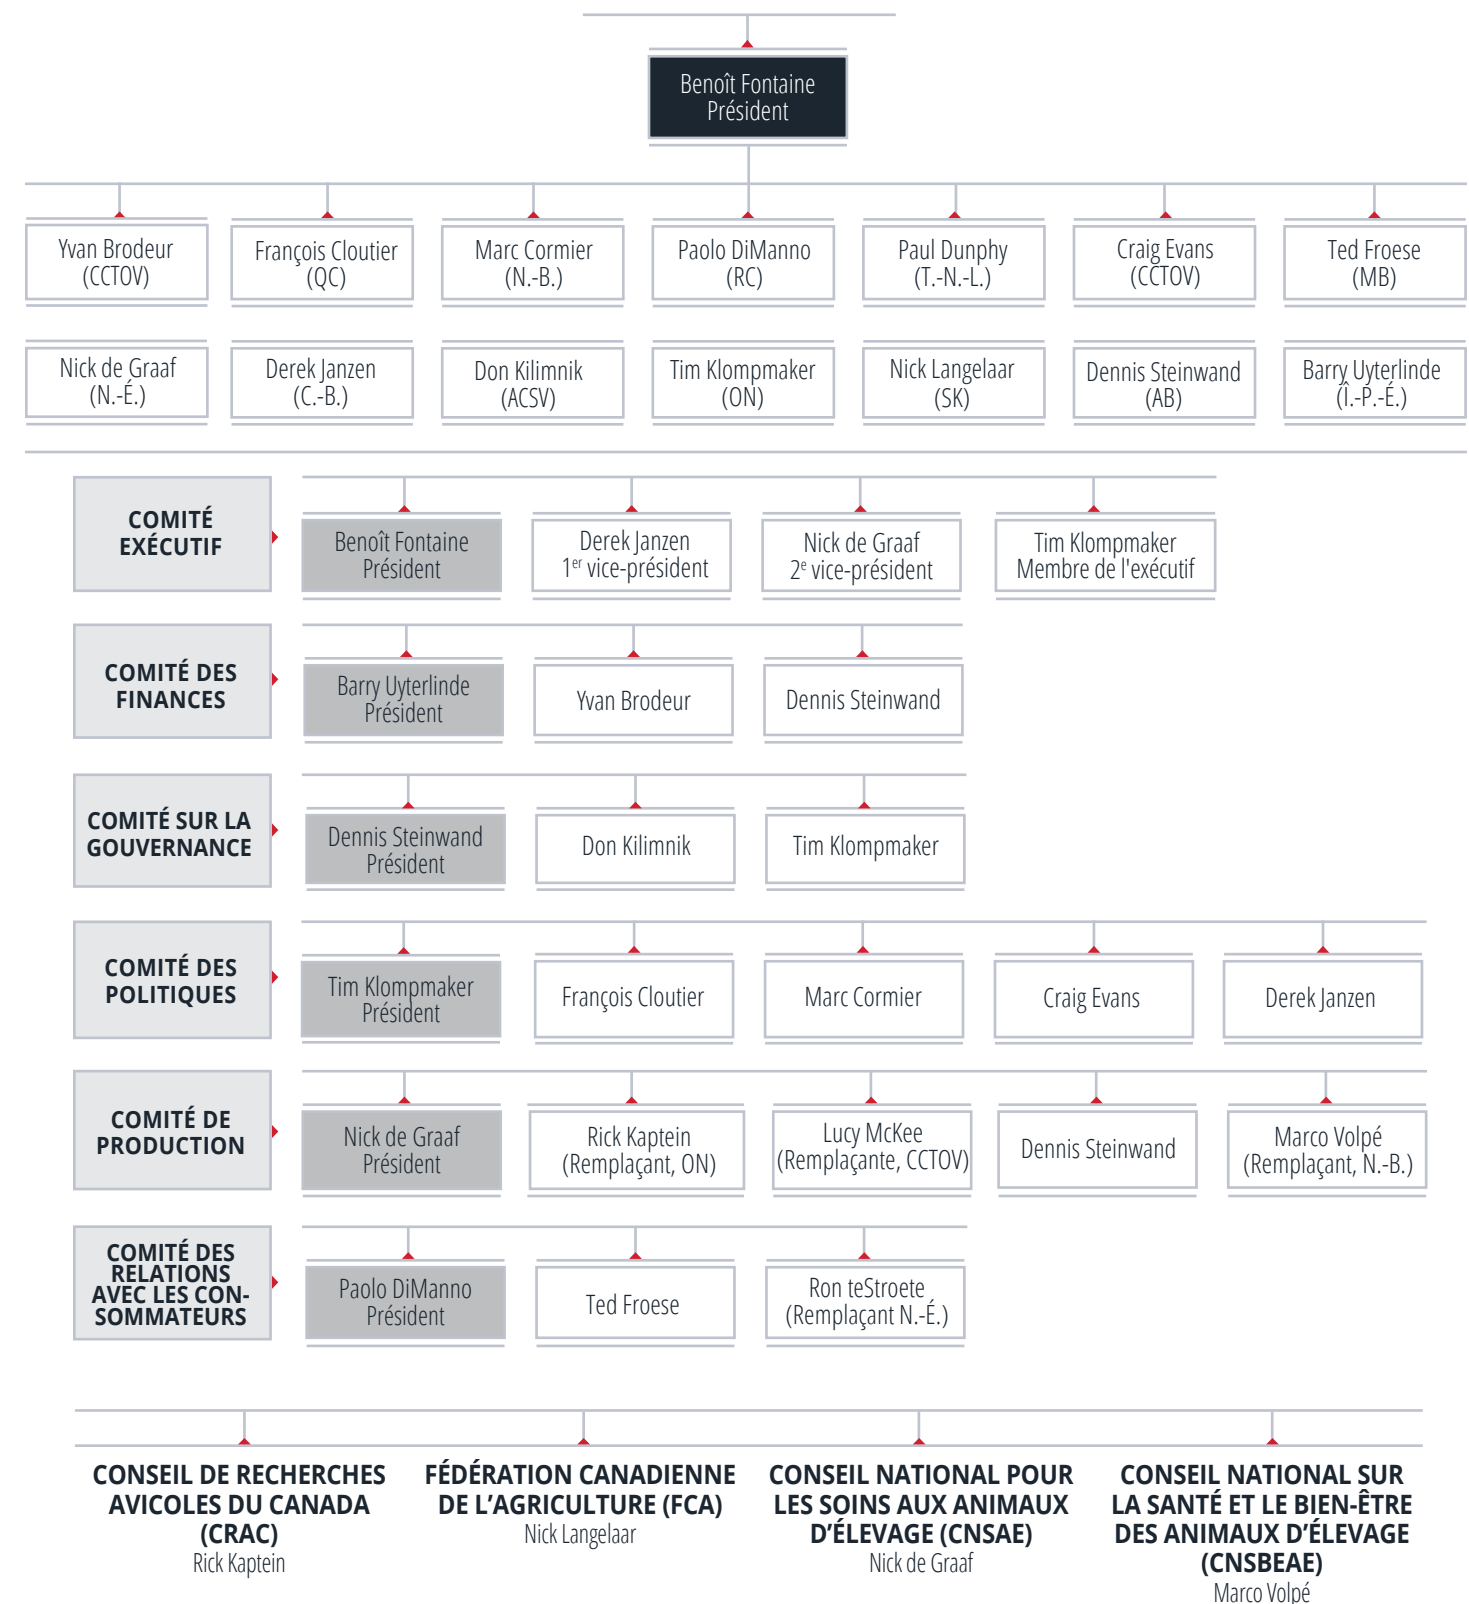 Benoît Fontaine
Président
Yvan Brodeur
(CCTOV)
François Cloutier
(QC)
Marc Cormier
(N.-B.)
Paolo DiManno
(RC)
Paul Dunphy
(T.-N.-L.)
Craig Evans
(CCTOV)
Ted Froese
(MB)
Nick de Graaf
(N.-É.)
Derek Janzen
(C.-B.)
Don Kilimnik
(ACSV)
Tim Klompmaker
(ON)
Nick Langelaar
(SK)
Dennis Steinwand
(AB)
Barry Uyterlinde
(Î.-P.-É.)
COMITÉ
EXÉCUTIF
Benoît Fontaine
Président
Derek Janzen
1er vice-président
Nick de Graaf
2e vice-président
Tim Klompmaker
Membre de l'exécutif
COMITÉ DES
FINANCES
Barry Uyterlinde
Président
Yvan Brodeur
Dennis Steinwand
COMITÉ SUR LA
GOUVERNANCE
Dennis Steinwand
Président
Don Kilimnik
Tim Klompmaker
COMITÉ DES
POLITIQUES
Tim Klompmaker
Président
François Cloutier
Marc Cormier
Craig Evans
Derek Janzen
COMITÉ DE
PRODUCTION
Nick de Graaf
Président
Rick Kaptein
(Remplaçant, ON)
Lucy McKee
(Remplaçante, CCTOV)
Dennis Steinwand
Marco Volpé
(Remplaçant, N.-B.)
COMITÉ DES
RELATIONS
AVEC LES CON-
SOMMATEURS
Paolo DiManno
Président
Ted Froese
Ron teStroete
(Remplaçant N.-É.)
CONSEIL DE RECHERCHES
AVICOLES DU CANADA
(CRAC)
Rick Kaptein
FÉDÉRATION CANADIENNE
DE L’AGRICULTURE (FCA)
Nick Langelaar
CONSEIL NATIONAL POUR
LES SOINS AUX ANIMAUX
D’ÉLEVAGE (CNSAE)
Nick de Graaf
CONSEIL NATIONAL SUR
LA SANTÉ ET LE BIEN-ÊTRE
DES ANIMAUX D’ÉLEVAGE
(CNSBEAE)
Marco Volpé